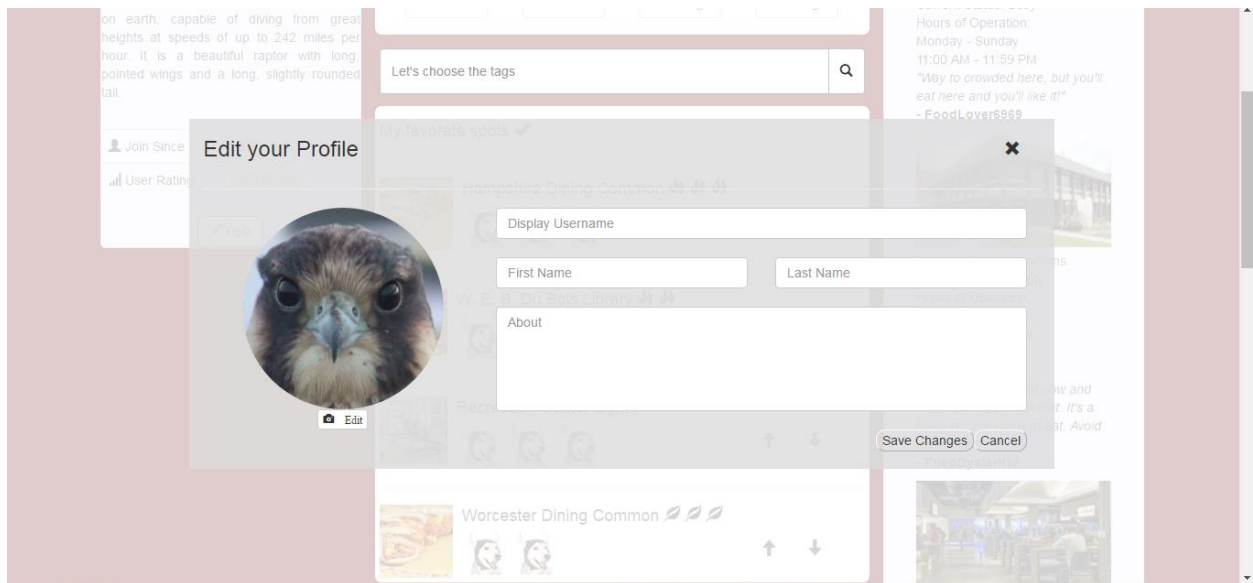 on earth, capable of diving from great
heights at speeds of up to 242 miles per
hour. It is a beautiful raptor with long,
pointed wings and a long, slightly rounded
tail.
Join Since
User Rating
Post
Let's choose the tags
My favorate spots
Hampshire Dining Common
W. E. B. Du Bois Library
Worcester Dining Common
Hours of Operation:
Monday - Sunday
11:00 AM - 11:59 PM
"Way to crowded here, but you'll
eat here and you'll like it!"
- FoodLover6969
Edit your Profile
Display Username
First Name
Last Name
About
Edit
Save Changes
Cancel